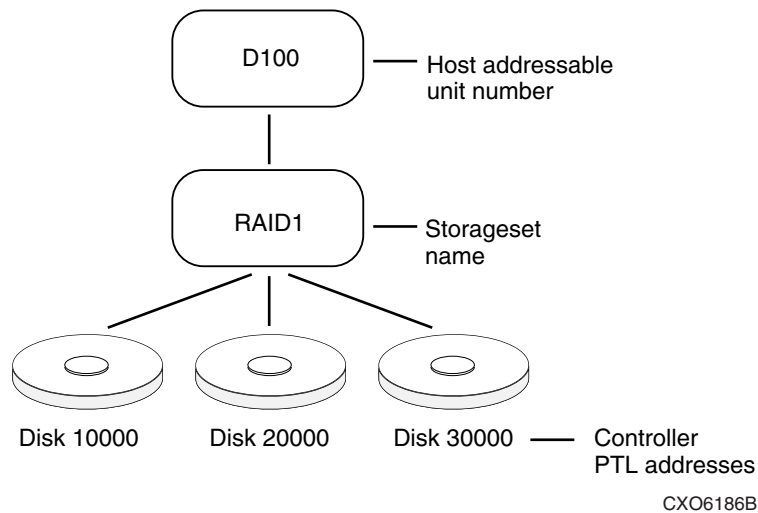 D100
Host addressable
unit number
RAID1
Storageset
name
Disk 10000
Disk 20000
Disk 30000
Controller
PTL addresses
CXO6186B